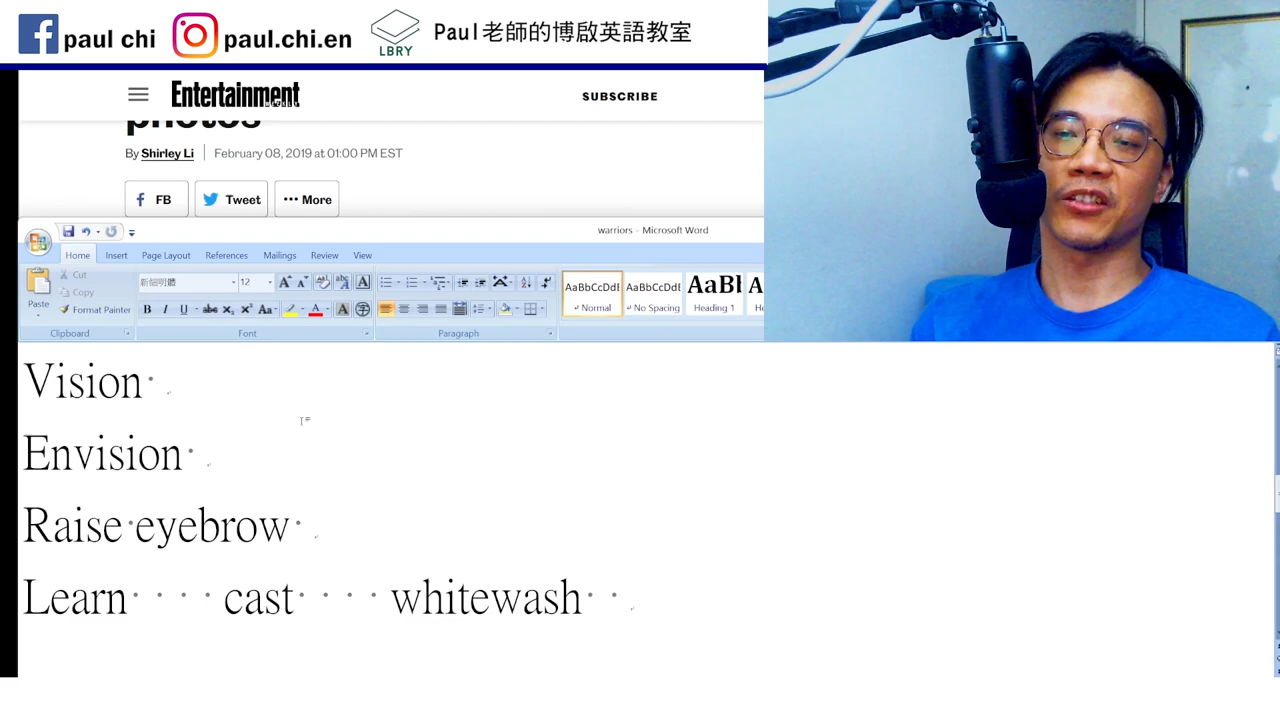 paul chi
paul.chi.en
LBRY
Paul老師的博啟英語教室
Entertainment
SUBSCRIBE
photos
By Shirley Li
February 08, 2019 at 01:00 PM EST
FB
Tweet
More
warriors - Microsoft Word
Home Insert Page Layout References Mailings Review View
Paste
Cut
Copy
Format Painter
Clipboard
新細明體
12
Font
Paragraph
AaBbCcDdE
Normal
AaBbCcDdE
No Spacing
AaBl
Heading 1
Vision
Envision
Raise eyebrow
Learn cast whitewash